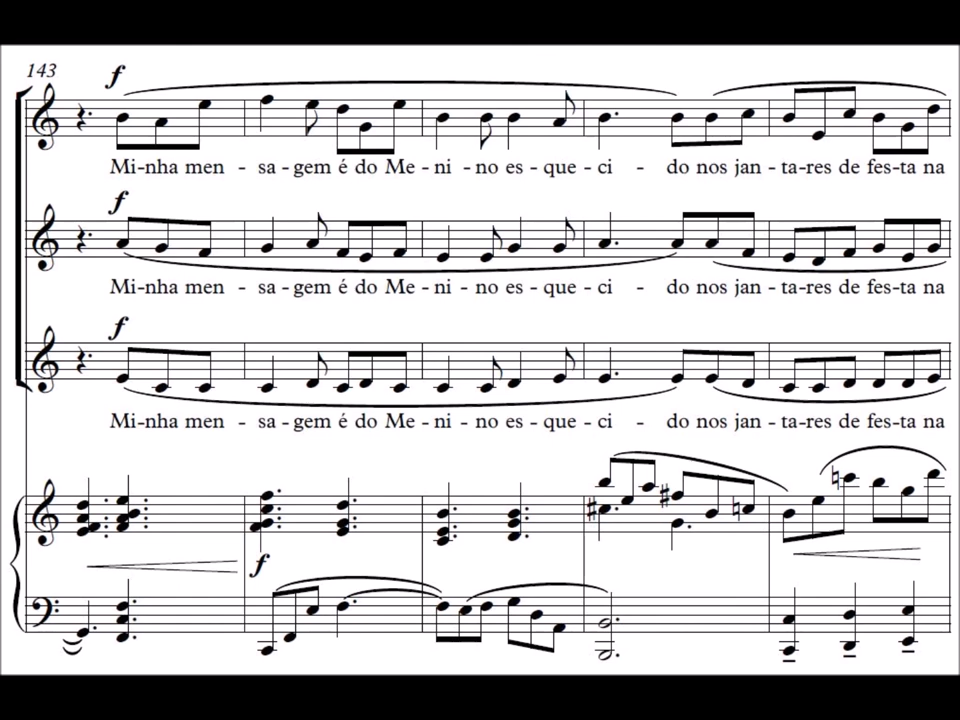 143
f
Mi-nha men - sa-gem é do Me-ni-no es-que-ci - do nos jan-ta-res de fes-ta na
f
Mi-nha men - sa-gem é do Me-ni-no es-que-ci - do nos jan-ta-res de fes-ta na
f
Mi-nha men - sa-gem é do Me-ni-no es-que-ci - do nos jan-ta-res de fes-ta na
f